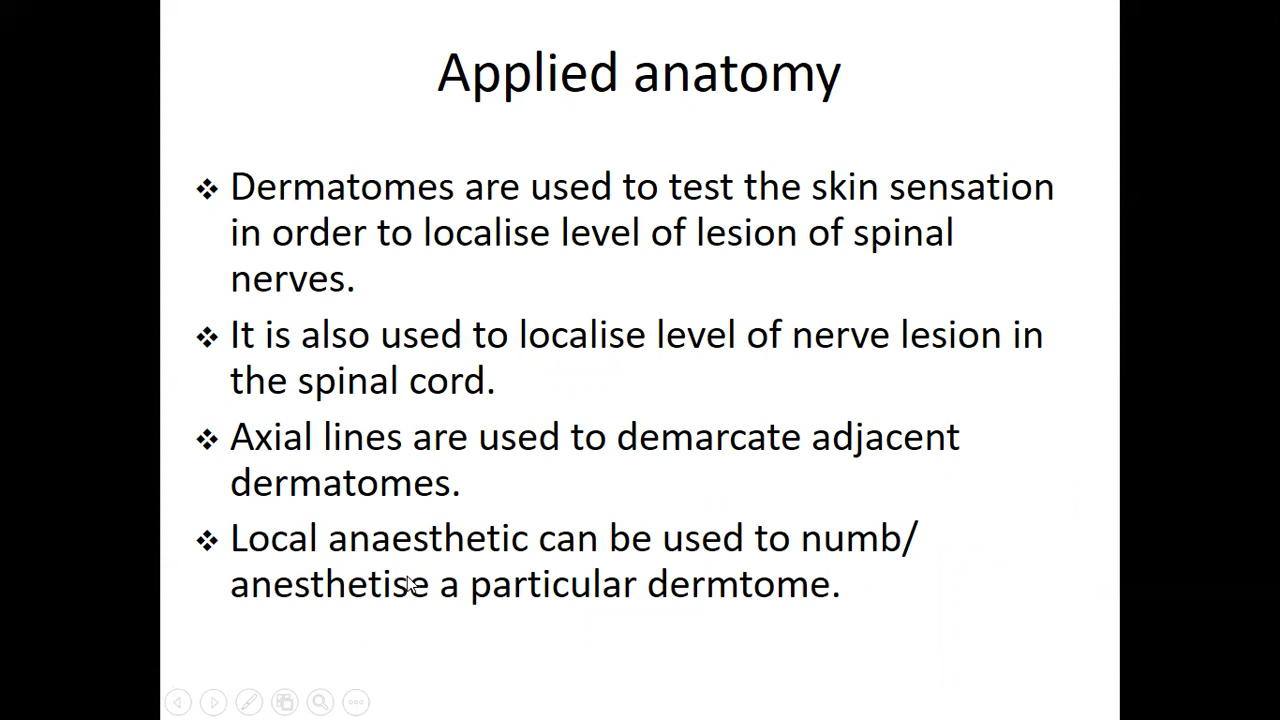 Applied anatomy
❖ Dermatomes are used to test the skin sensation
in order to localise level of lesion of spinal
nerves.
❖ It is also used to localise level of nerve lesion in
the spinal cord.
❖ Axial lines are used to demarcate adjacent
dermatomes.
❖ Local anaesthetic can be used to numb/
anesthetise a particular dermtome.